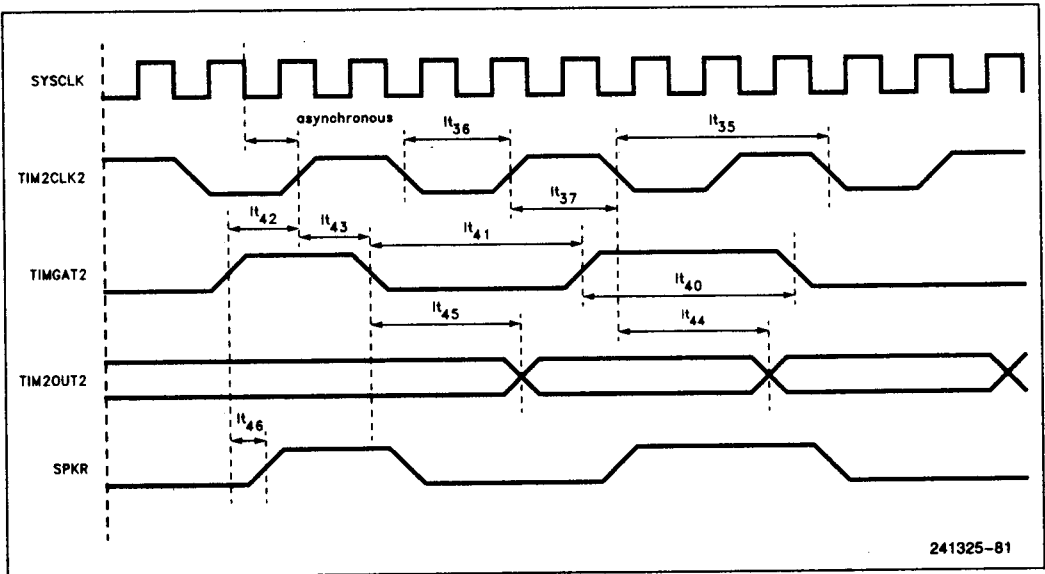 SYSCLK
asynchronous
It36
It35
TIM2CLK2
It37
It42
It43
It41
TIMGAT2
It40
It45
It44
TIM2OUT2
It46
SPKR
241325-81